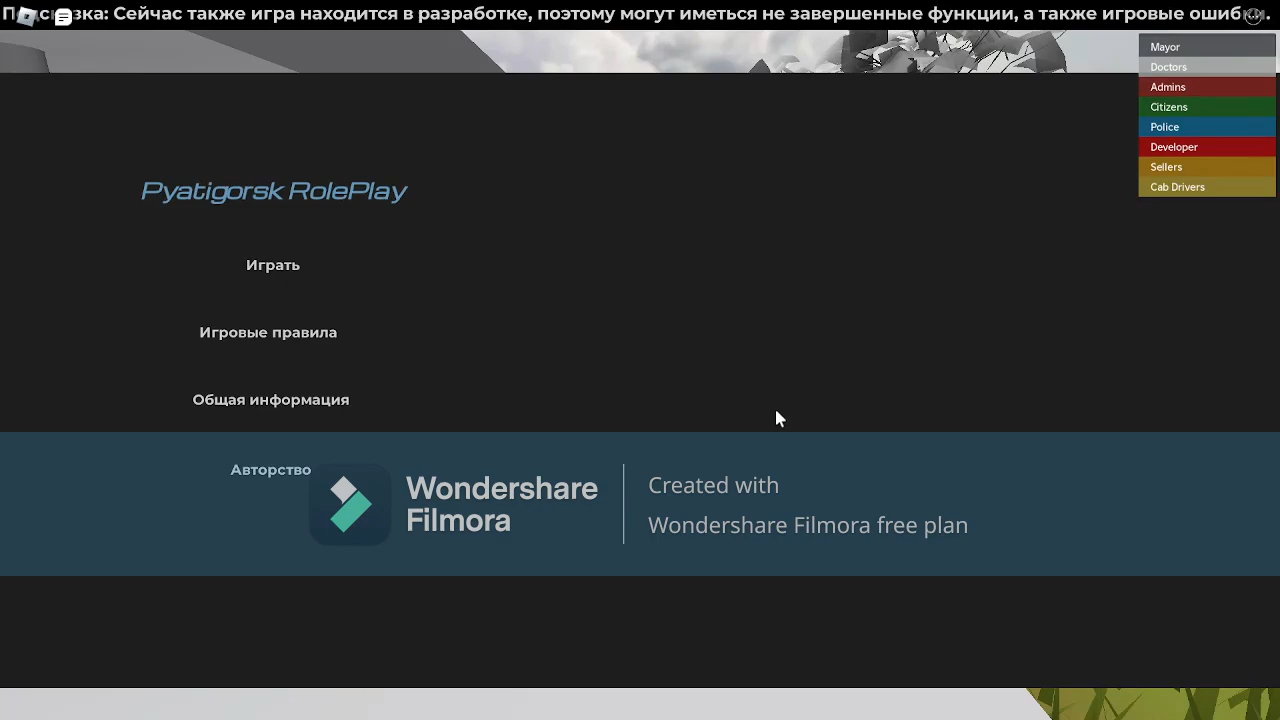 Подсказка: Сейчас также игра находится в разработке, поэтому могут иметься не завершенные функции, а также игровые ошибки.
Mayor
Doctors
Admins
Citizens
Police
Developer
Sellers
Cab Drivers
Pyatigorsk RolePlay
Играть
Игровые правила
Общая информация
Авторство
Wondershare
Filmora
Created with
Wondershare Filmora free plan